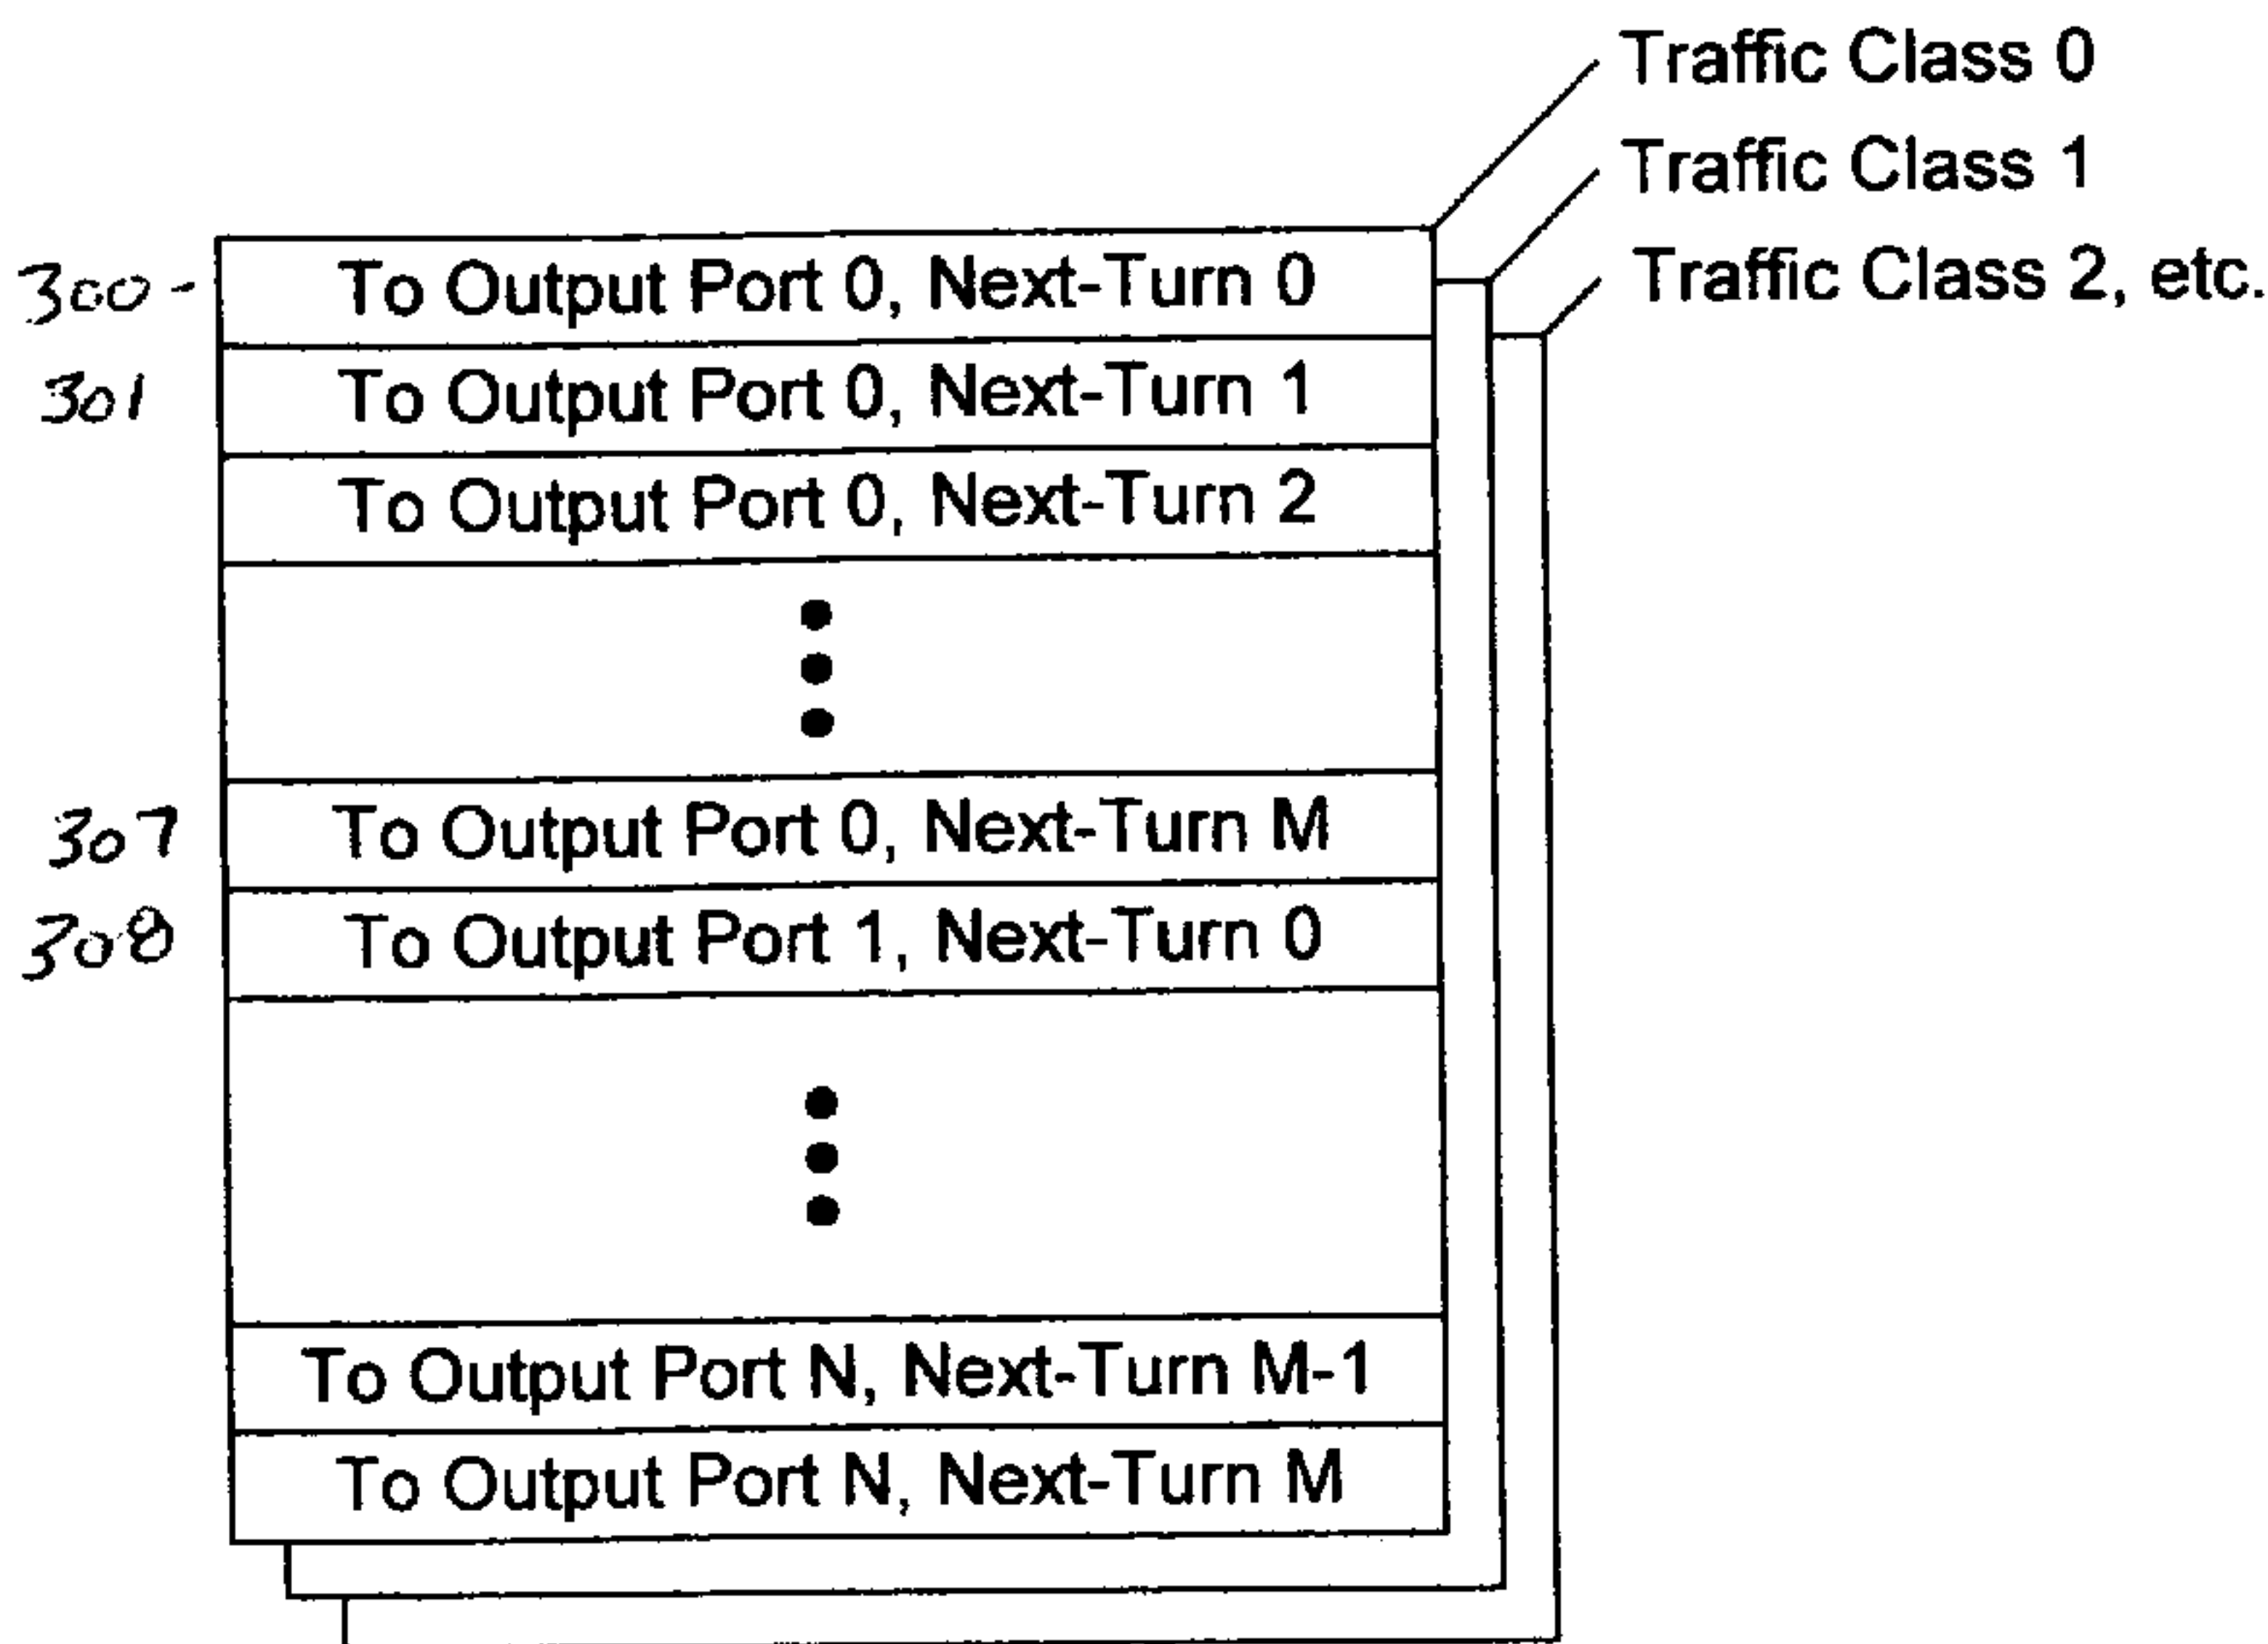 Traffic Class 0
Traffic Class 1
Traffic Class 2, etc.
300 - To Output Port 0, Next-Turn 0
301 To Output Port 0, Next-Turn 1
To Output Port 0, Next-Turn 2
307 To Output Port 0, Next-Turn M
308 To Output Port 1, Next-Turn 0
To Output Port N, Next-Turn M-1
To Output Port N, Next-Turn M